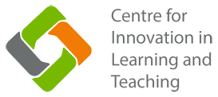 Centre for
Innovation in
Learning and
Teaching